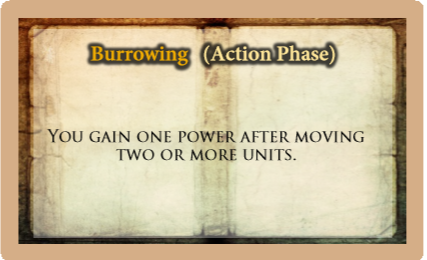 Burrowing (Action Phase)
You gain one power after moving
two or more units.